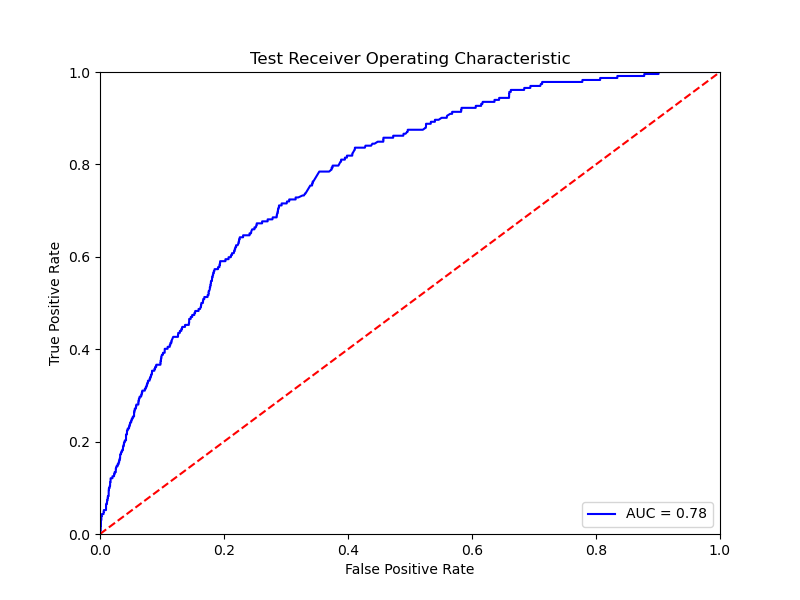 Test Receiver Operating Characteristic
1.0
0.8
0.6
0.4
0.2
0.0
True Positive Rate
AUC = 0.78
0.0 0.2 0.4 0.6 0.8 1.0
False Positive Rate